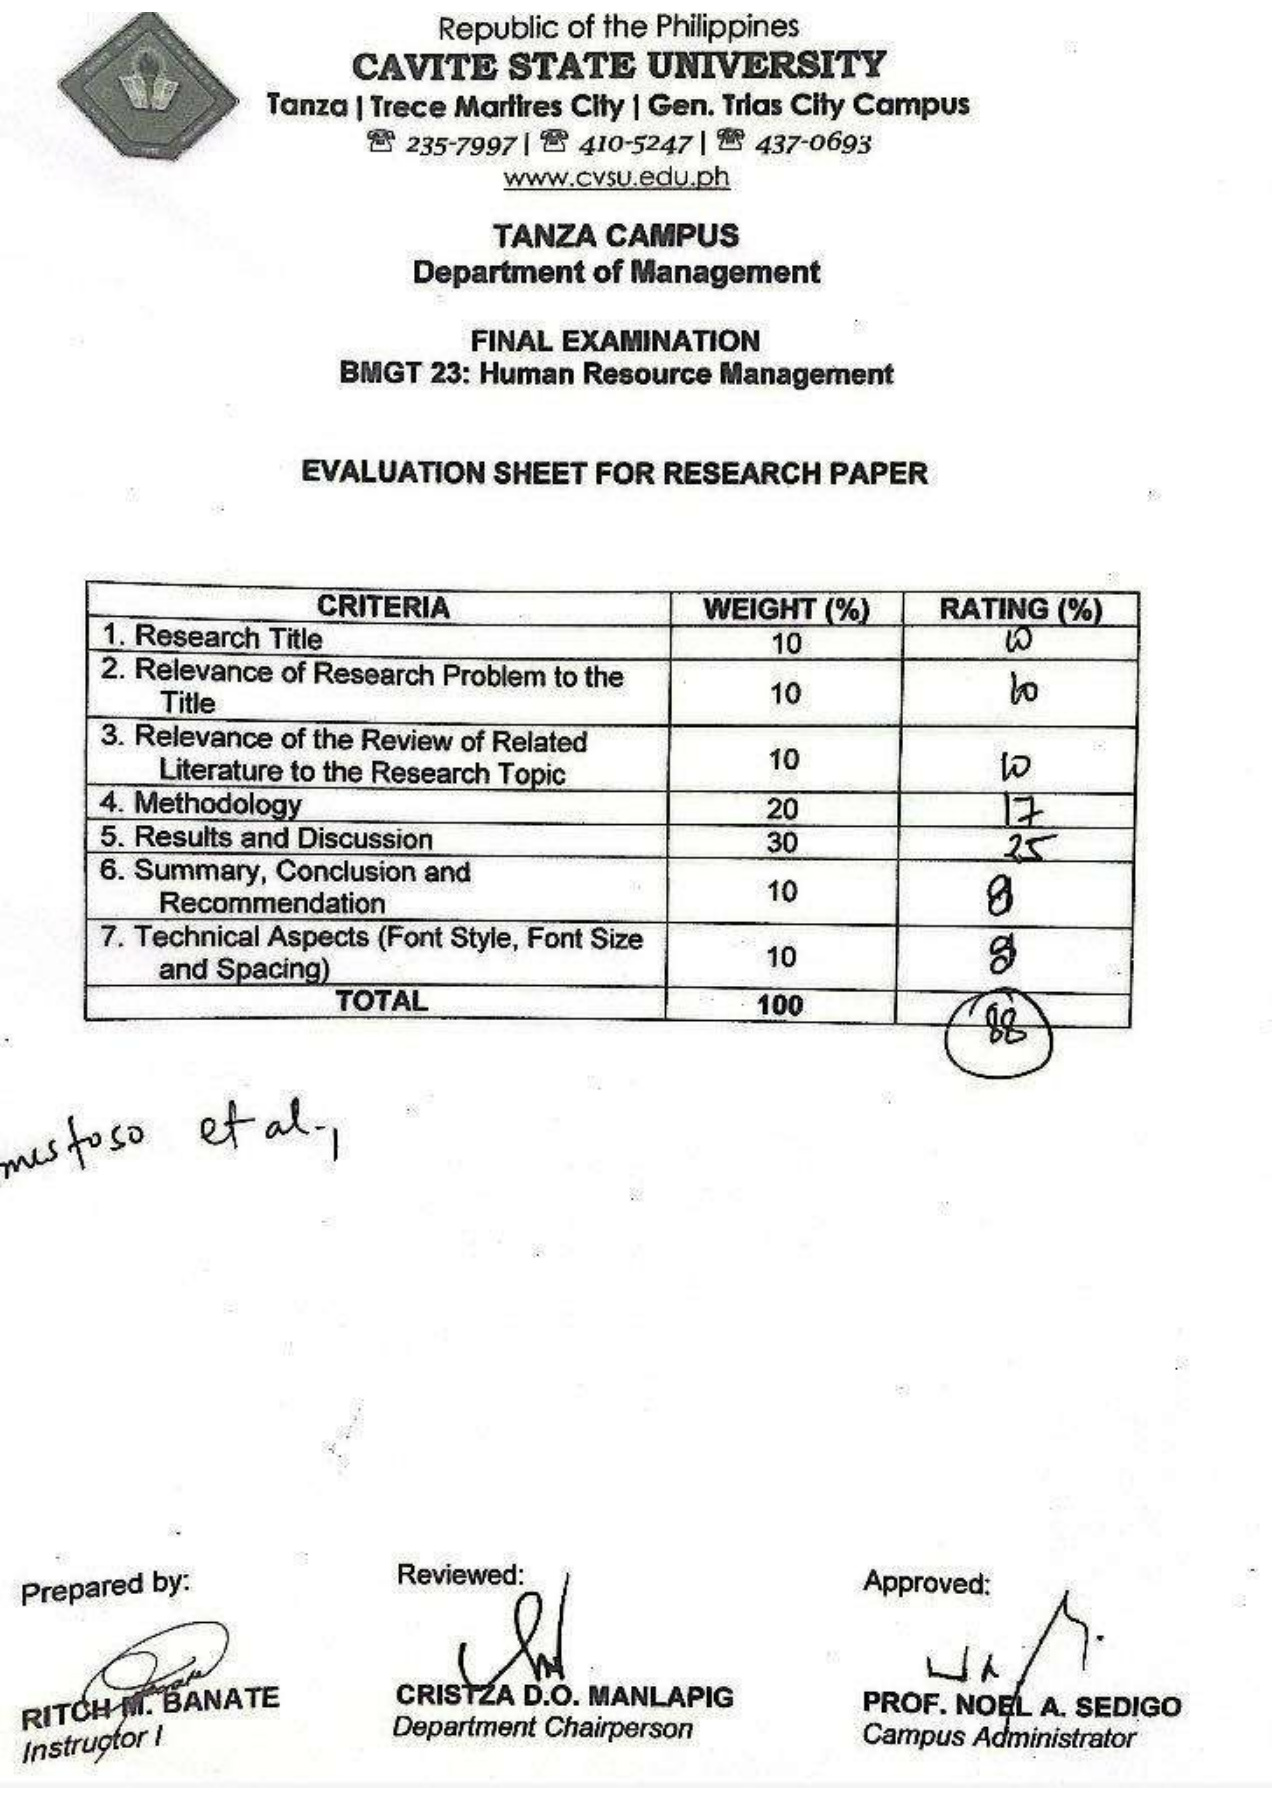 Republic of the Philippines
CAVITE STATE UNIVERSITY
Tanza | Trece Martires City | Gen. Trias City Campus
☎ 235-7997 | ☎ 410-5247 | ☎ 437-0693
www.cvsu.edu.ph
TANZA CAMPUS
Department of Management
FINAL EXAMINATION
BMGT 23: Human Resource Management
EVALUATION SHEET FOR RESEARCH PAPER
CRITERIA WEIGHT (%) RATING (%)
1. Research Title 10 10
2. Relevance of Research Problem to the
Title 10 10
3. Relevance of the Review of Related
Literature to the Research Topic 10 10
4. Methodology 20 17
5. Results and Discussion 30 25
6. Summary, Conclusion and
Recommendation 10 8
7. Technical Aspects (Font Style, Font Size
and Spacing) 10 8
TOTAL 100 88
et al.,
Prepared by: Reviewed: Approved:
RITCH M. BANATE CRISTZA D.O. MANLAPIG PROF. NOEL A. SEDIGO
Instructor I Department Chairperson Campus Administrator